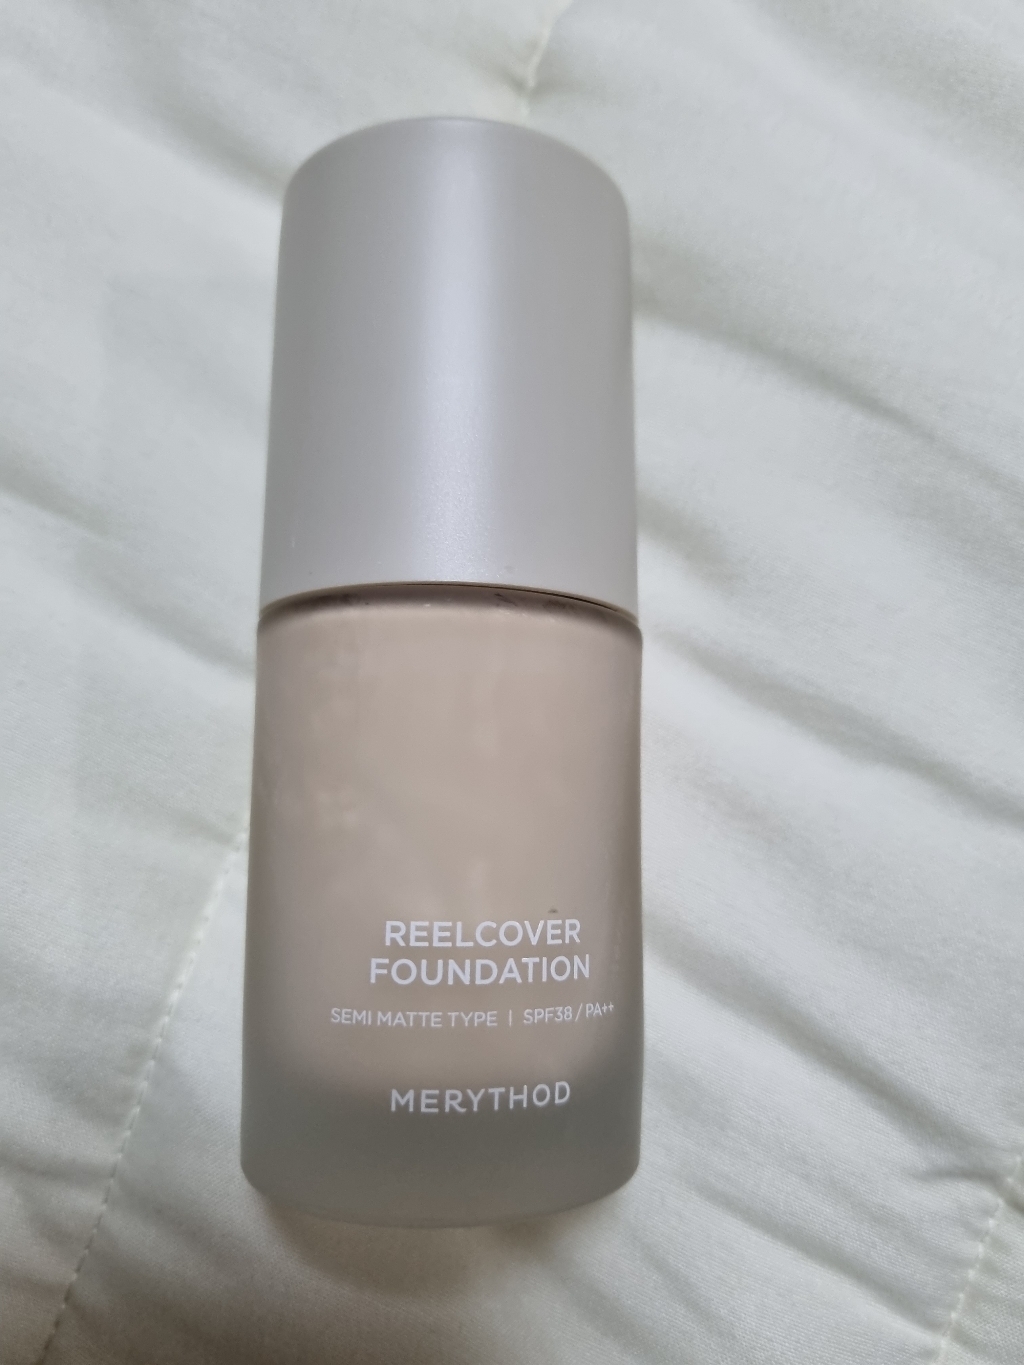 REELCOVER
FOUNDATION
SEMI MATTE TYPE | SPF38 / PA++
MERYTHOD